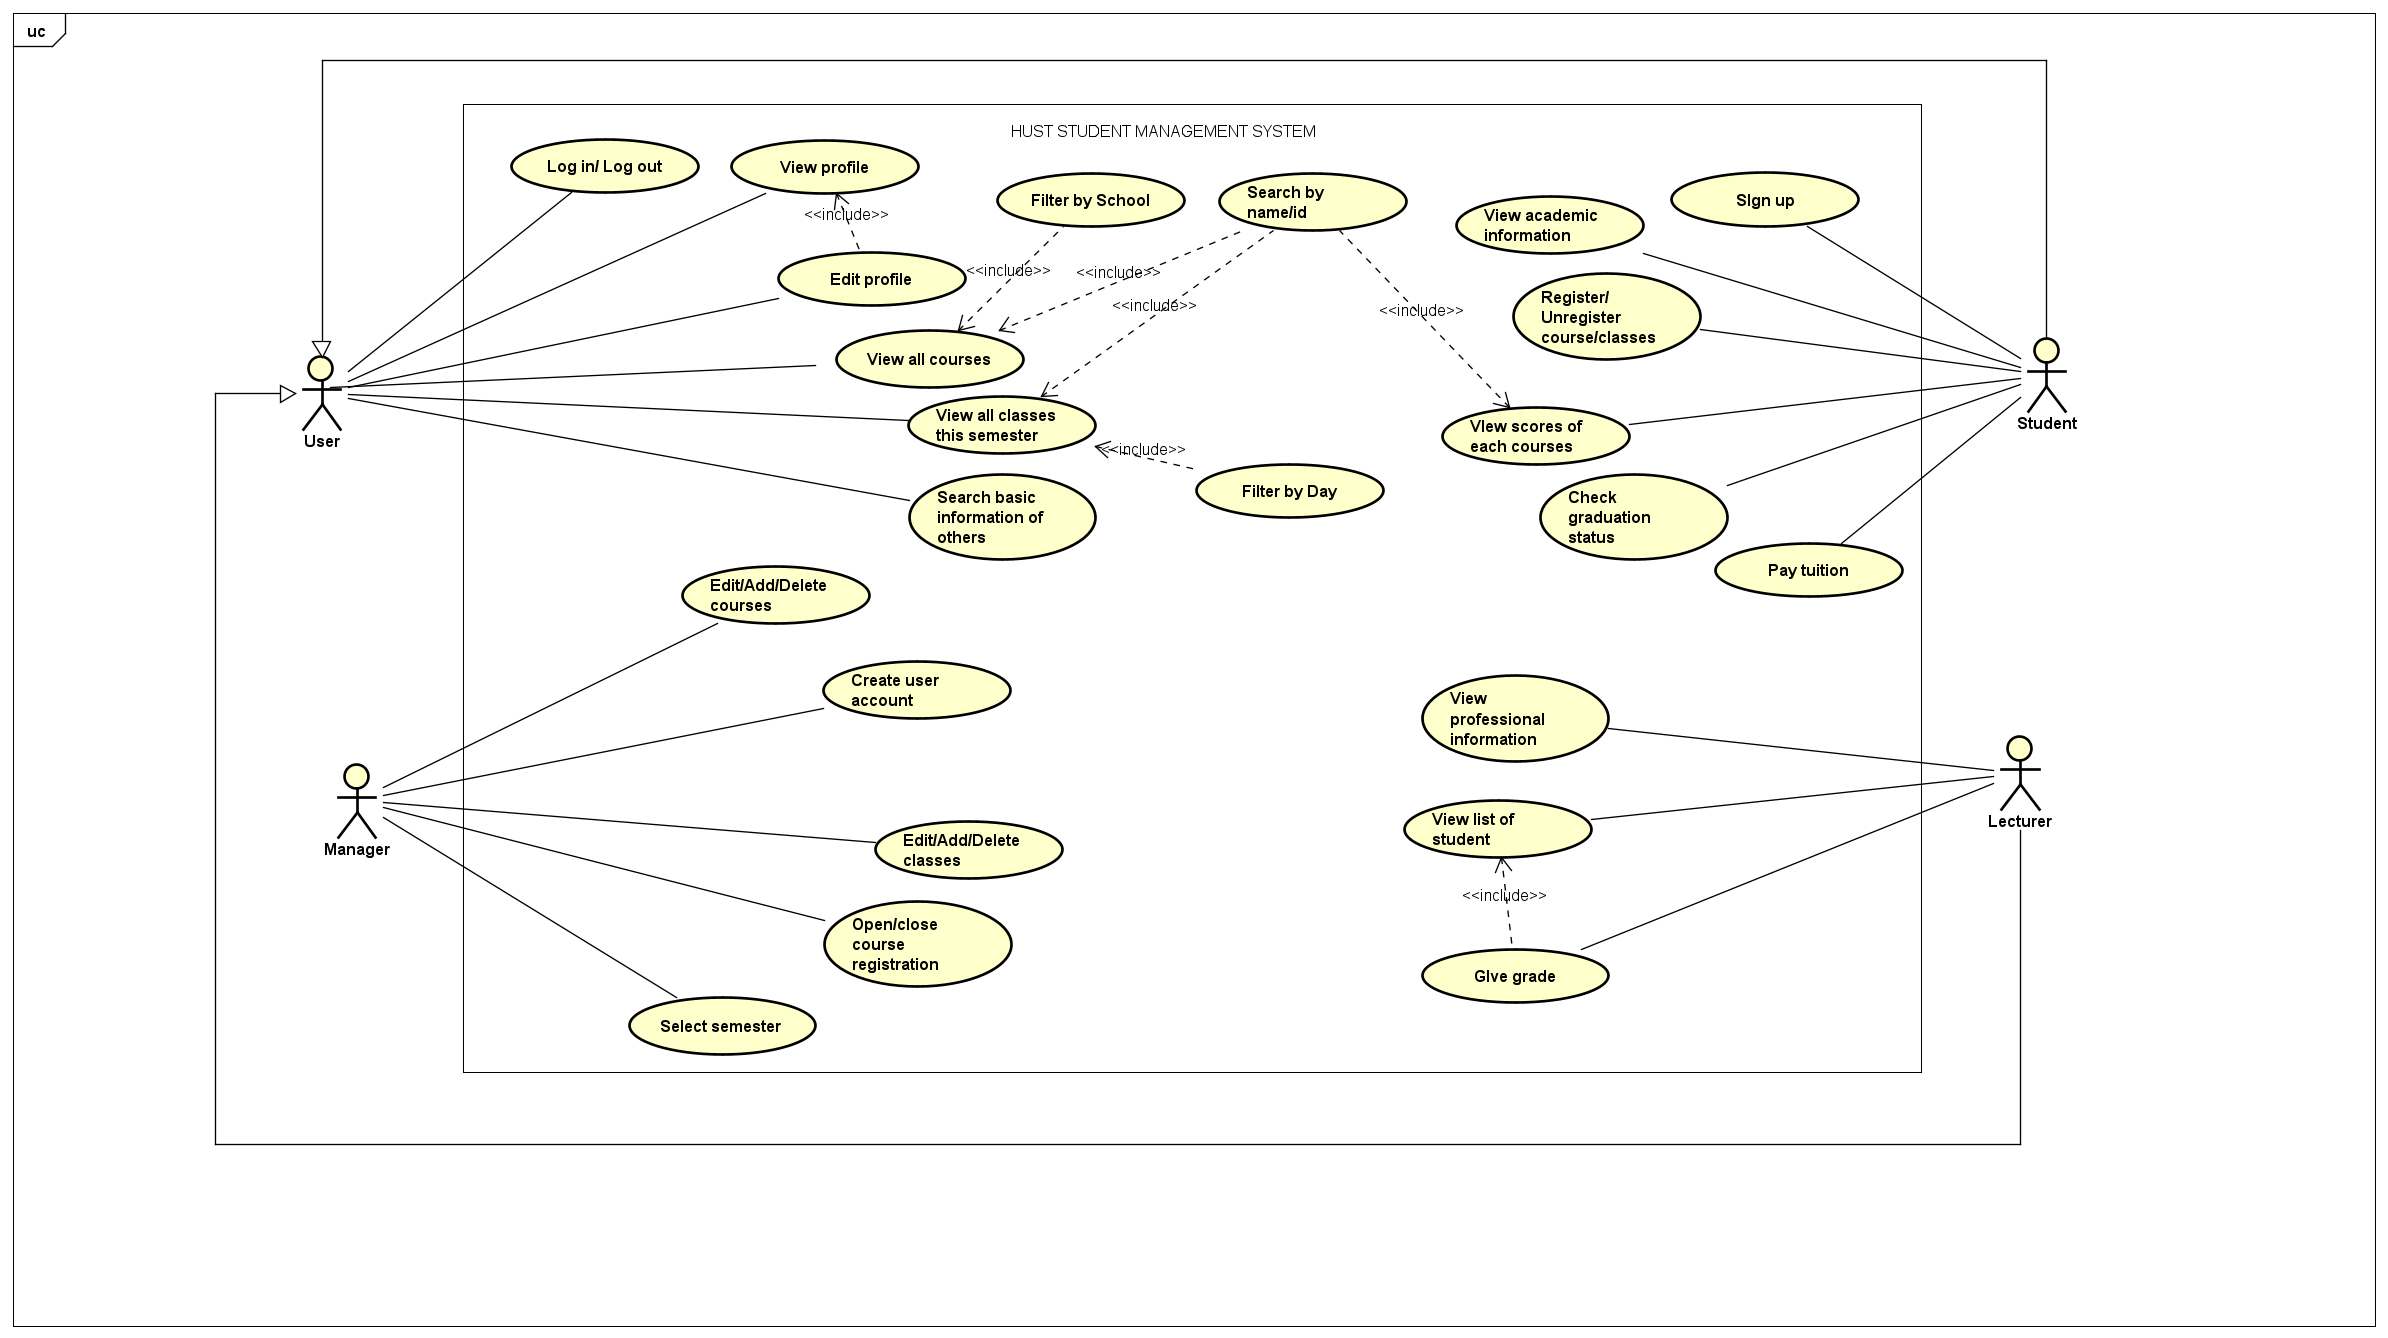 uc
HUST STUDENT MANAGEMENT SYSTEM
Log in/ Log out
View profile
<<include>>
Edit profile
Filter by School
Search by
name/id
<<include>>
<<include>>
<<include>>
<<include>>
View all courses
View all classes
this semester
<<include>>
Filter by Day
Search basic
information of
others
User
SIgn up
View academic
information
Register/
Unregister
course/classes
VIew scores of
each courses
Check
graduation
status
Pay tuition
Student
Edit/Add/Delete
courses
Create user
account
Edit/Add/Delete
classes
Open/close
course
registration
Select semester
Manager
View
professional
information
View list of
student
<<include>>
GIve grade
Lecturer